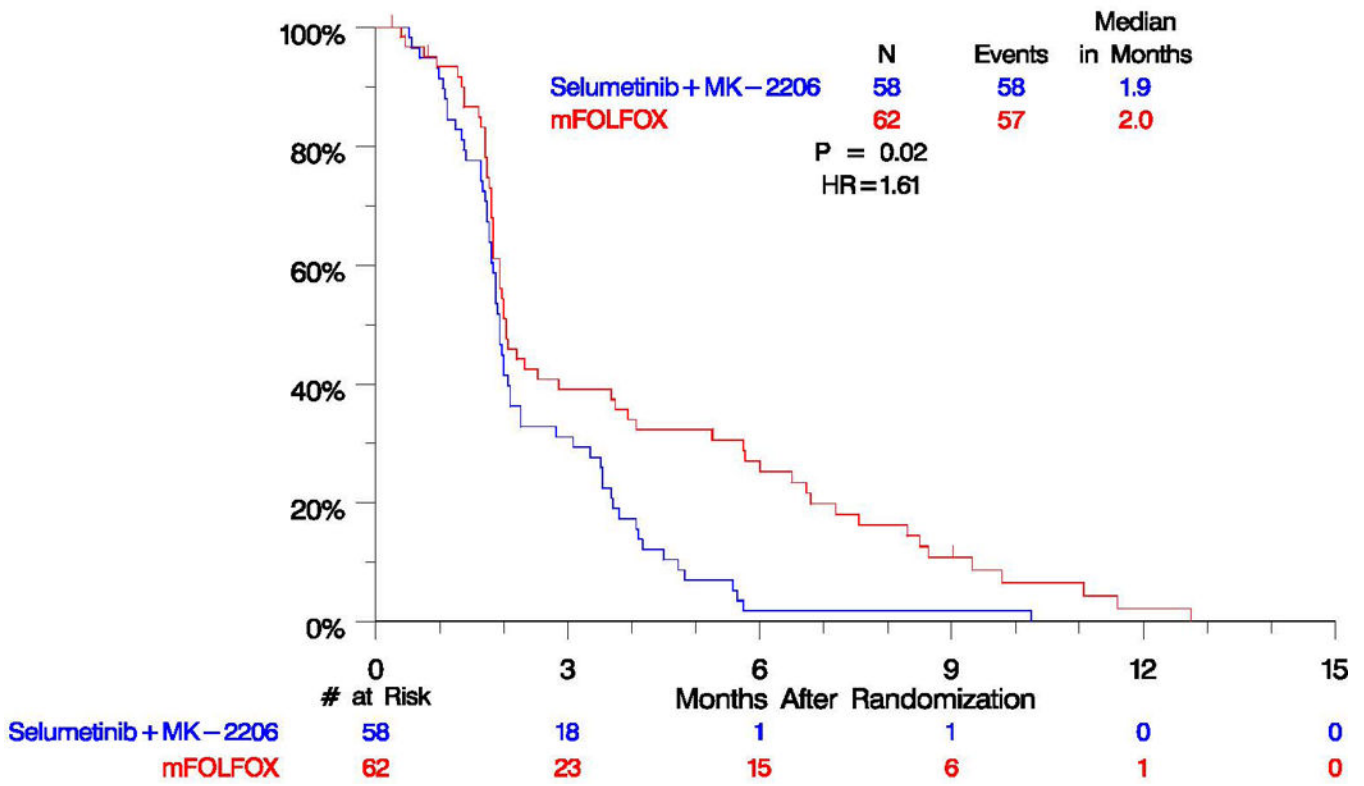 Median
N Events in Months
Selumetinib + MK-2206 58 58 1.9
mFOLFOX 62 57 2.0
P = 0.02
HR=1.61
100%
80%
60%
40%
20%
0%
0 3 6 9 12 15
# at Risk Months After Randomization
Selumetinib + MK-2206 58 18 1 1 0 0
mFOLFOX 62 23 15 6 1 0